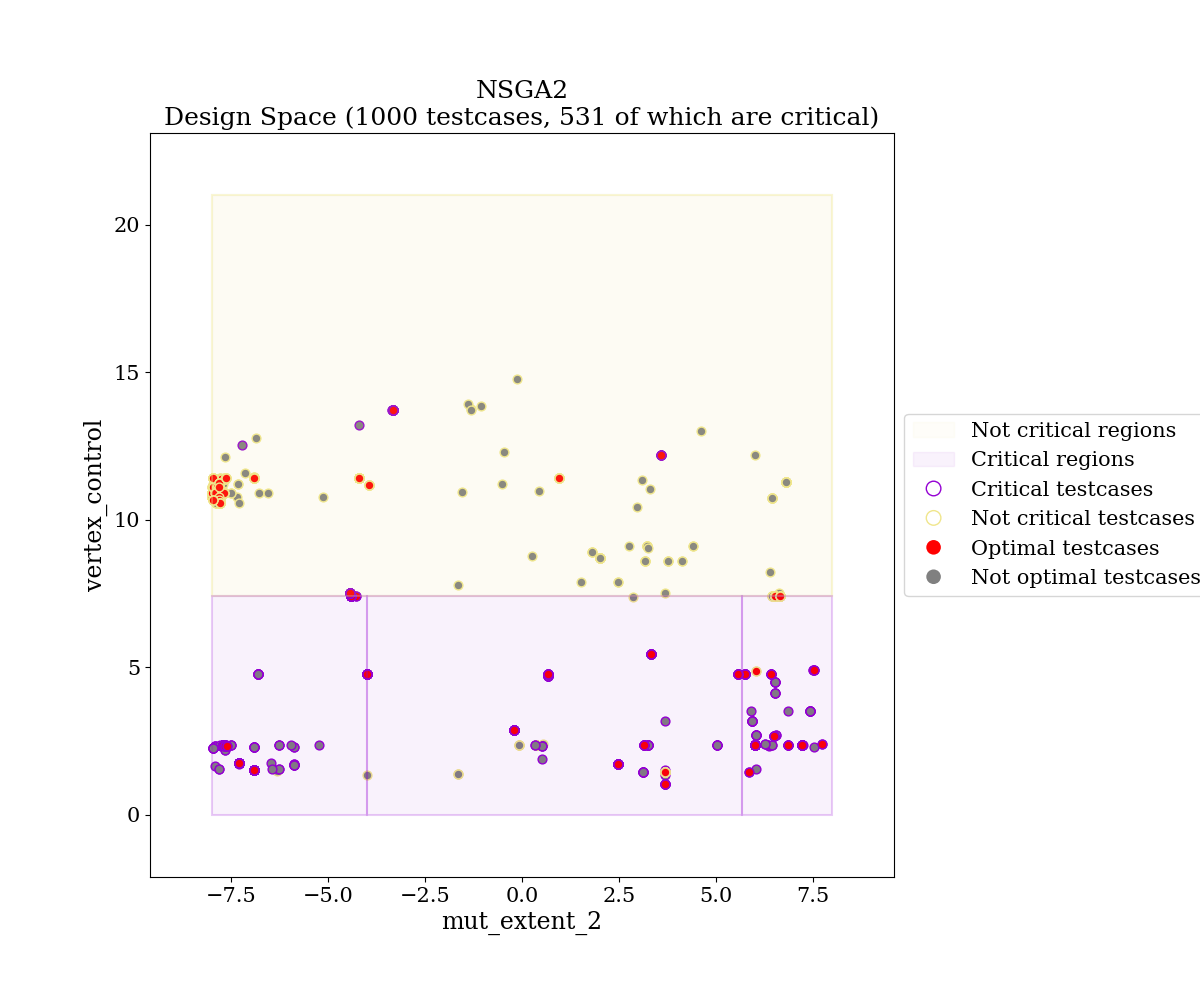 NSGA2
Design Space (1000 testcases, 531 of which are critical)
vertex_control
20
15
10
5
0
−7.5
−5.0
−2.5
0.0
2.5
5.0
7.5
mut_extent_2
Not critical regions
Critical regions
Critical testcases
Not critical testcases
Optimal testcases
Not optimal testcases